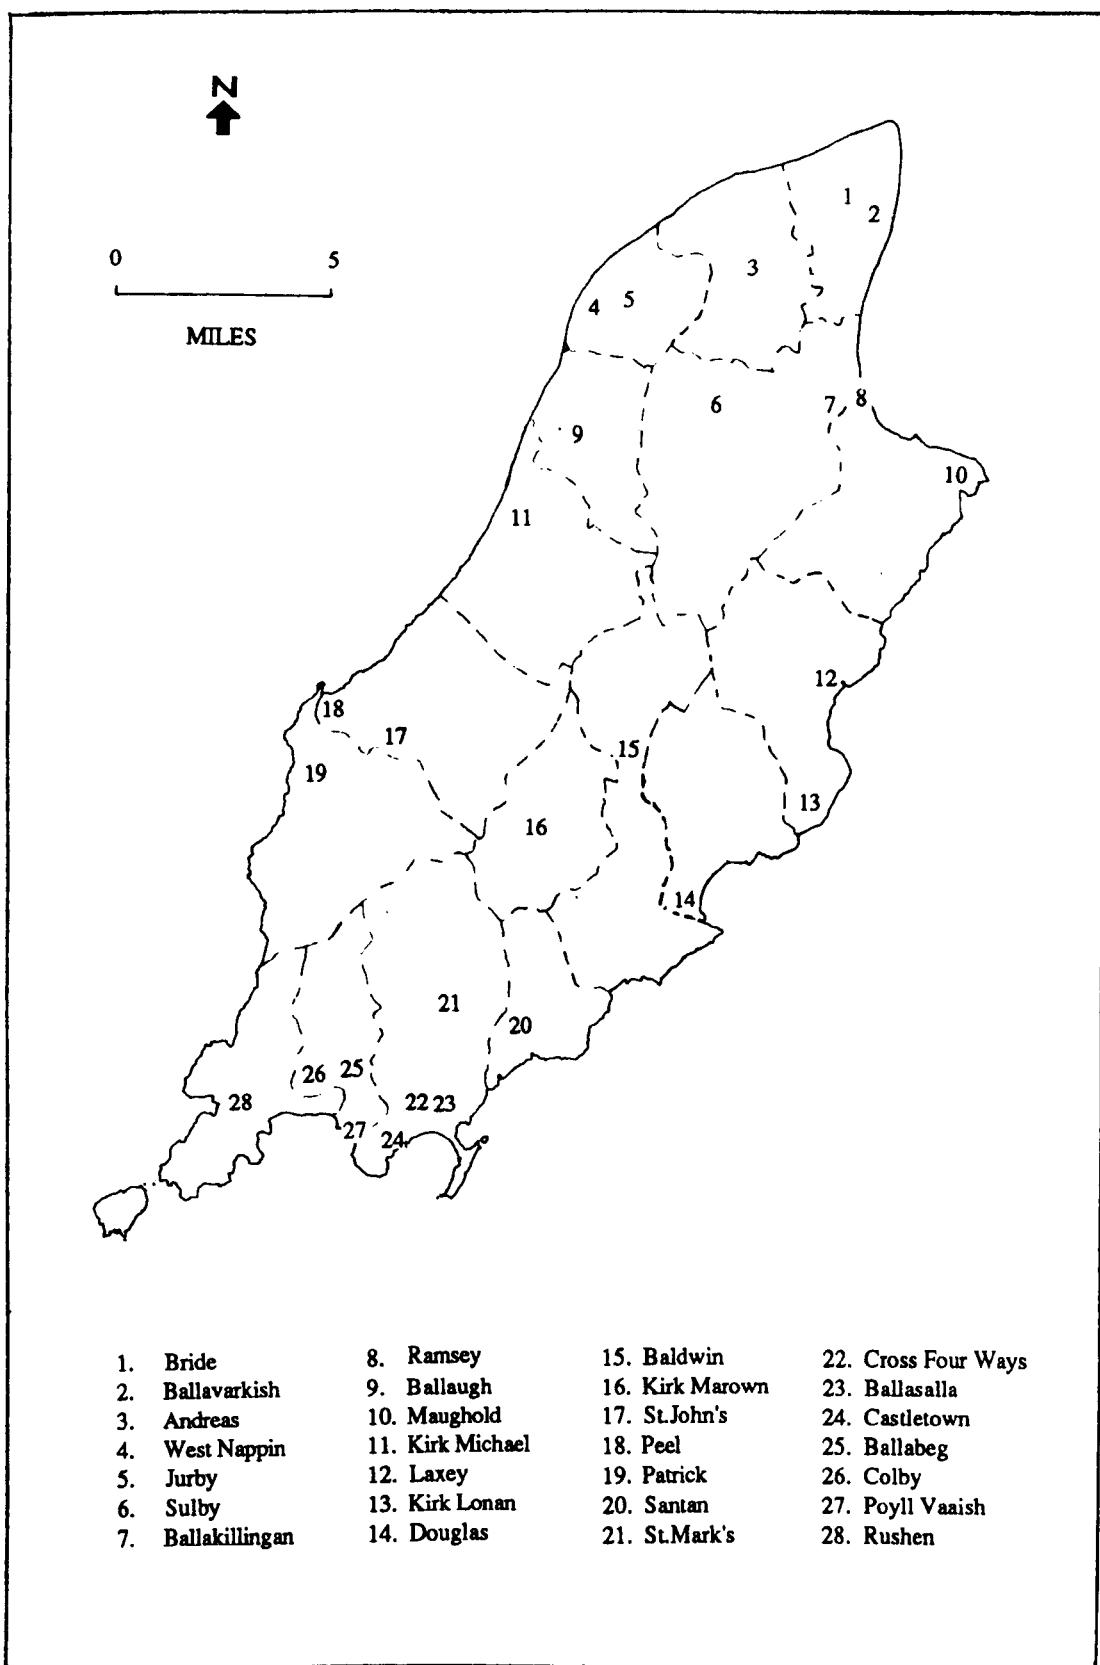 N
0 5
MILES
1
2
3
4 5
6
7 8
9
10
11
12
13
14
15
16
17
18
19
20
21
22 23
24
25
26
27
28
1. Bride
2. Ballavarkish
3. Andreas
4. West Nappin
5. Jurby
6. Sulby
7. Ballakillingan
8. Ramsey
9. Ballaugh
10. Maughold
11. Kirk Michael
12. Laxey
13. Kirk Lonan
14. Douglas
15. Baldwin
16. Kirk Marown
17. St.John's
18. Peel
19. Patrick
20. Santan
21. St.Mark's
22. Cross Four Ways
23. Ballasalla
24. Castletown
25. Ballabeg
26. Colby
27. Poyll Vaaish
28. Rushen